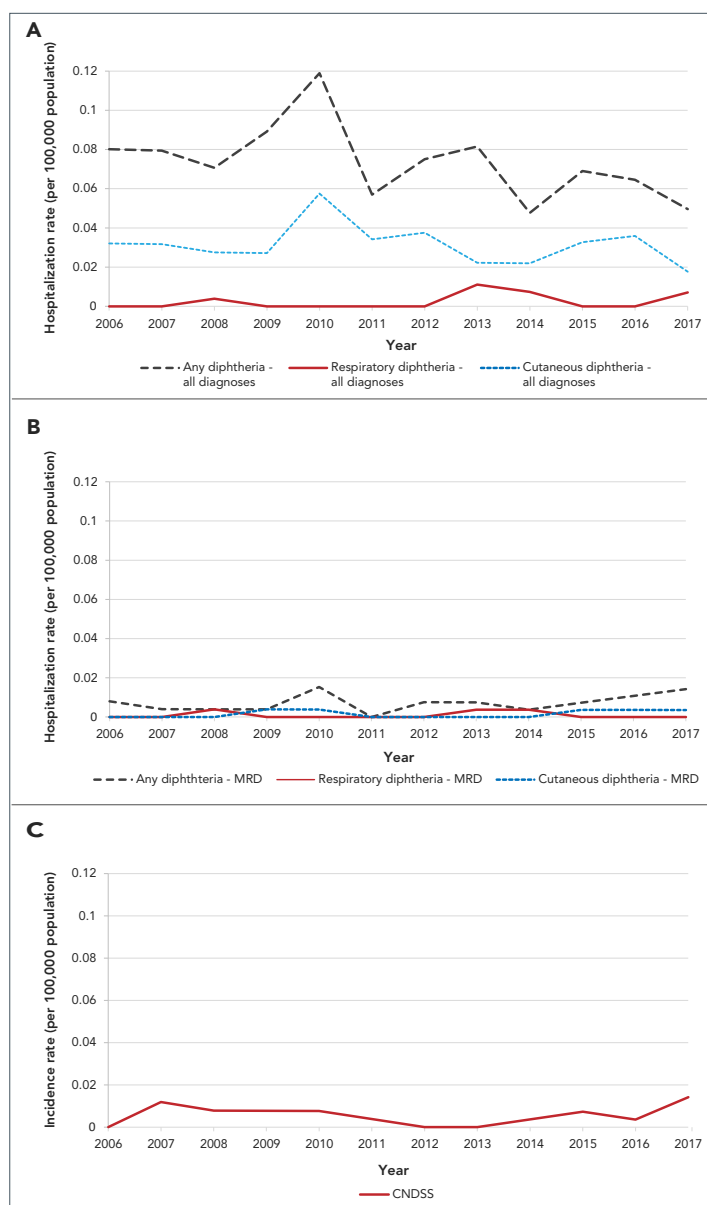 A
Hospitalization rate (per 100,000 population)
0.12
0.1
0.08
0.06
0.04
0.02
0
2006 2007 2008 2009 2010 2011 2012 2013 2014 2015 2016 2017
Year
Any diphtheria - all diagnoses
Respiratory diphtheria - all diagnoses
Cutaneous diphtheria - all diagnoses
B
Hospitalization rate (per 100,000 population)
0.12
0.1
0.08
0.06
0.04
0.02
0
2006 2007 2008 2009 2010 2011 2012 2013 2014 2015 2016 2017
Year
Any diphthteria - MRD Respiratory diphtheria - MRD Cutaneous diphtheria - MRD
C
Incidence rate (per 100,000 population)
0.12
0.1
0.08
0.06
0.04
0.02
0
2006 2007 2008 2009 2010 2011 2012 2013 2014 2015 2016 2017
Year
CNDSS